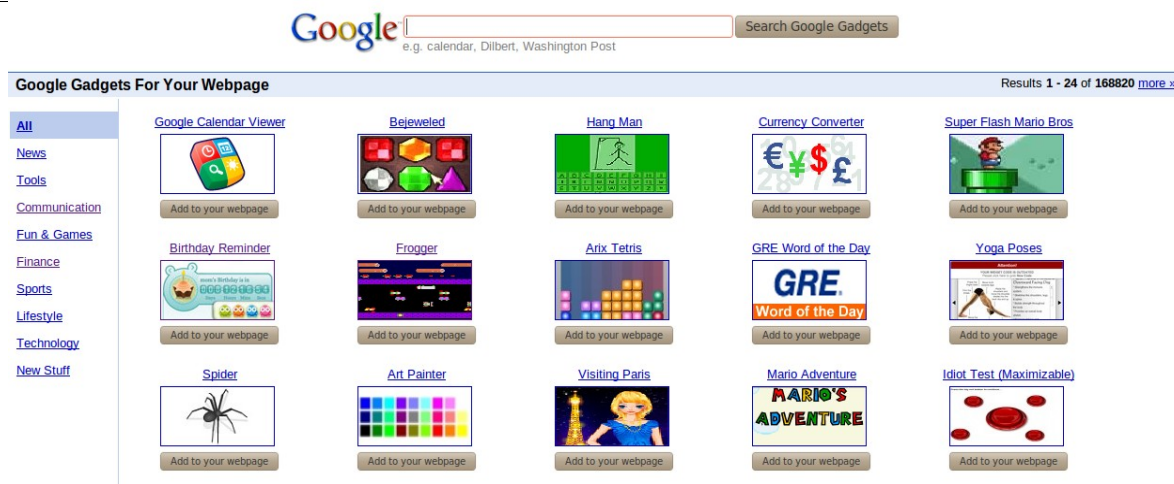 Google
Search Google Gadgets
e.g. calendar, Dilbert, Washington Post
Google Gadgets For Your Webpage
Results 1 - 24 of 168820 more »
All
News
Tools
Communication
Fun & Games
Finance
Sports
Lifestyle
Technology
New Stuff
Google Calendar Viewer
Bejeweled
Hang Man
Currency Converter
Super Flash Mario Bros
12
€ ¥ $ £
Add to your webpage
Add to your webpage
Add to your webpage
Add to your webpage
Add to your webpage
Birthday Reminder
Frogger
Arix Tetris
GRE Word of the Day
Yoga Poses
mom's Birthday is in
GRE
Word of the Day
Add to your webpage
Add to your webpage
Add to your webpage
Add to your webpage
Add to your webpage
Spider
Art Painter
Visiting Paris
Mario Adventure
Idiot Test (Maximizable)
MARIO'S
ADVENTURE
Add to your webpage
Add to your webpage
Add to your webpage
Add to your webpage
Add to your webpage